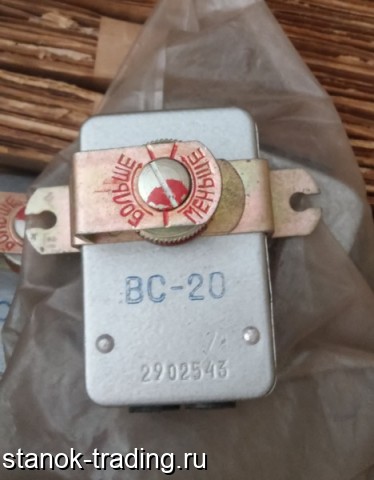 БОЛЬШЕ
МЕНЬШЕ
ВС-20
2902543
stanok-trading.ru